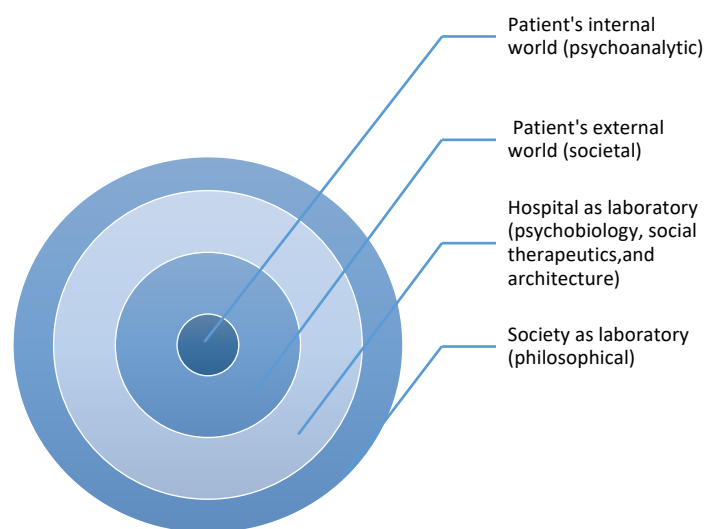 Patient's internal
world (psychoanalytic)
Patient's external
world (societal)
Hospital as laboratory
(psychobiology, social
therapeutics,and
architecture)
Society as laboratory
(philosophical)